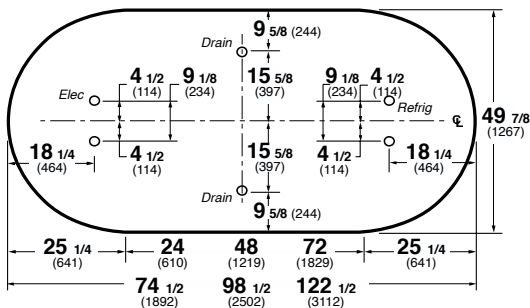 9 5/8 (244)
Drain
4 1/2 (114)
9 1/8 (234)
15 5/8 (397)
9 1/8 (234)
4 1/2 (114)
Elec
Refrig
℄
49 7/8 (1267)
18 1/4 (464)
4 1/2 (114)
15 5/8 (397)
4 1/2 (114)
18 1/4 (464)
Drain
9 5/8 (244)
25 1/4 (641)
24 (610)
48 (1219)
72 (1829)
25 1/4 (641)
74 1/2 (1892)
98 1/2 (2502)
122 1/2 (3112)